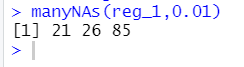 > manyNAs(reg_1,0.01)
[1] 21 26 85
>